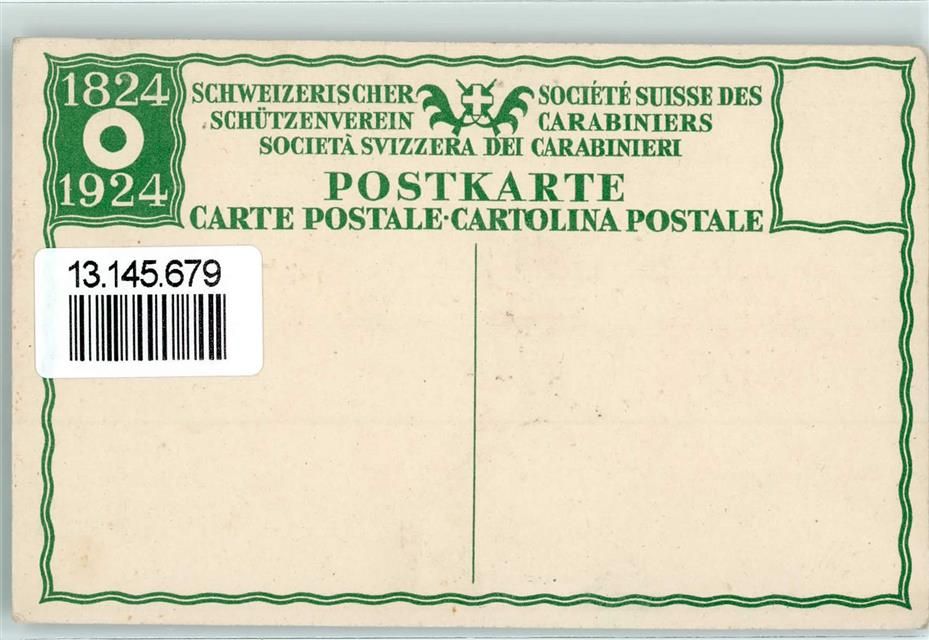 1824
1924
SCHWEIZERISCHER
SCHÜTZENVEREIN
SOCIÉTÉ SUISSE DES
CARABINIERS
SOCIETÀ SVIZZERA DEI CARABINIERI
POSTKARTE
CARTE POSTALE·CARTOLINA POSTALE
13.145.679